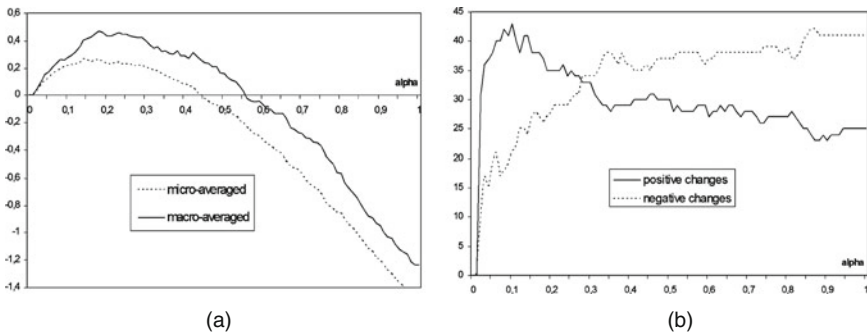 0,6
0,4
0,2
0
-0,2
-0,4
-0,6
-0,8
-1
-1,2
-1,4
0 0,1 0,2 0,3 0,4 0,5 0,6 0,7 0,8 0,9 1
alpha
micro-averaged
macro-averaged
(a)
45
40
35
30
25
20
15
10
5
0
0 0,1 0,2 0,3 0,4 0,5 0,6 0,7 0,8 0,9 1
alpha
positive changes
negative changes
(b)